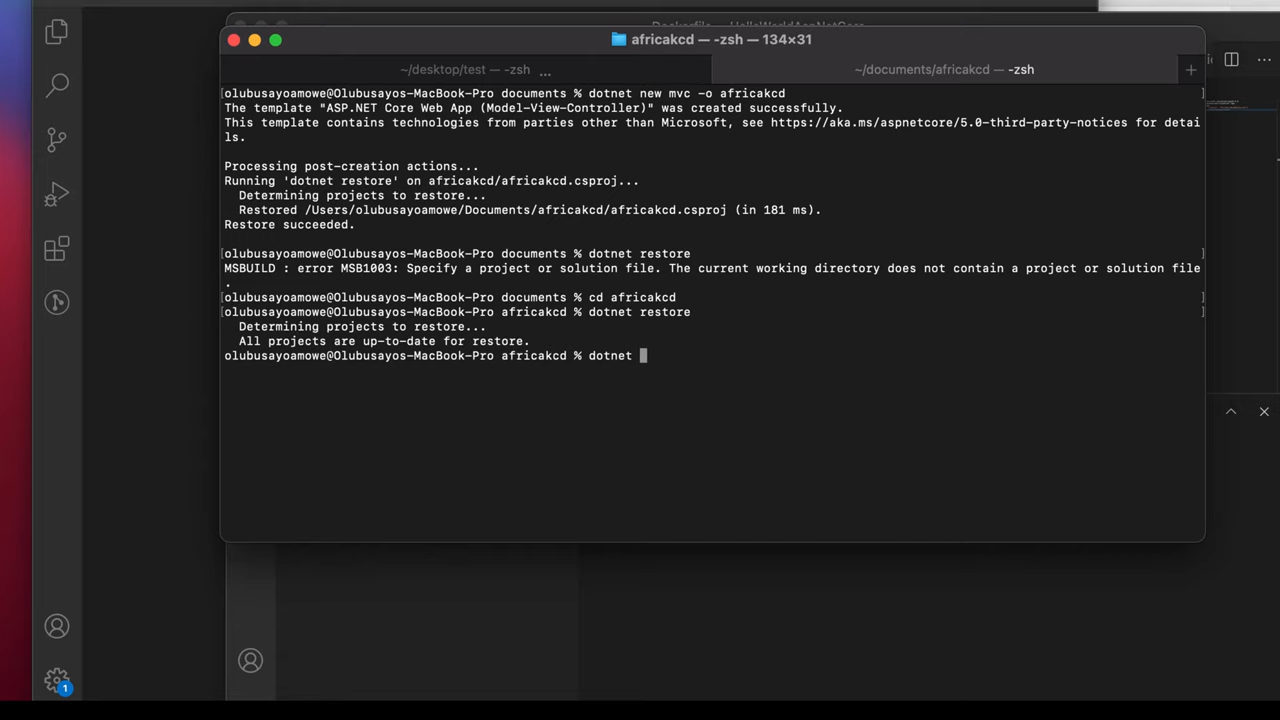 Dockerfile — HelloWorldAspNetCore
africakcd — -zsh — 134×31
~/desktop/test — -zsh ...
~/documents/africakcd — -zsh
[olubusayoamowe@Olubusayos-MacBook-Pro documents % dotnet new mvc -o africakcd ]
The template "ASP.NET Core Web App (Model-View-Controller)" was created successfully.
This template contains technologies from parties other than Microsoft, see https://aka.ms/aspnetcore/5.0-third-party-notices for detai
ls.
Processing post-creation actions...
Running 'dotnet restore' on africakcd/africakcd.csproj...
Determining projects to restore...
Restored /Users/olubusayoamowe/Documents/africakcd/africakcd.csproj (in 181 ms).
Restore succeeded.
[olubusayoamowe@Olubusayos-MacBook-Pro documents % dotnet restore ]
MSBUILD : error MSB1003: Specify a project or solution file. The current working directory does not contain a project or solution file
.
[olubusayoamowe@Olubusayos-MacBook-Pro documents % cd africakcd ]
[olubusayoamowe@Olubusayos-MacBook-Pro africakcd % dotnet restore ]
Determining projects to restore...
All projects are up-to-date for restore.
olubusayoamowe@Olubusayos-MacBook-Pro africakcd % dotnet
1